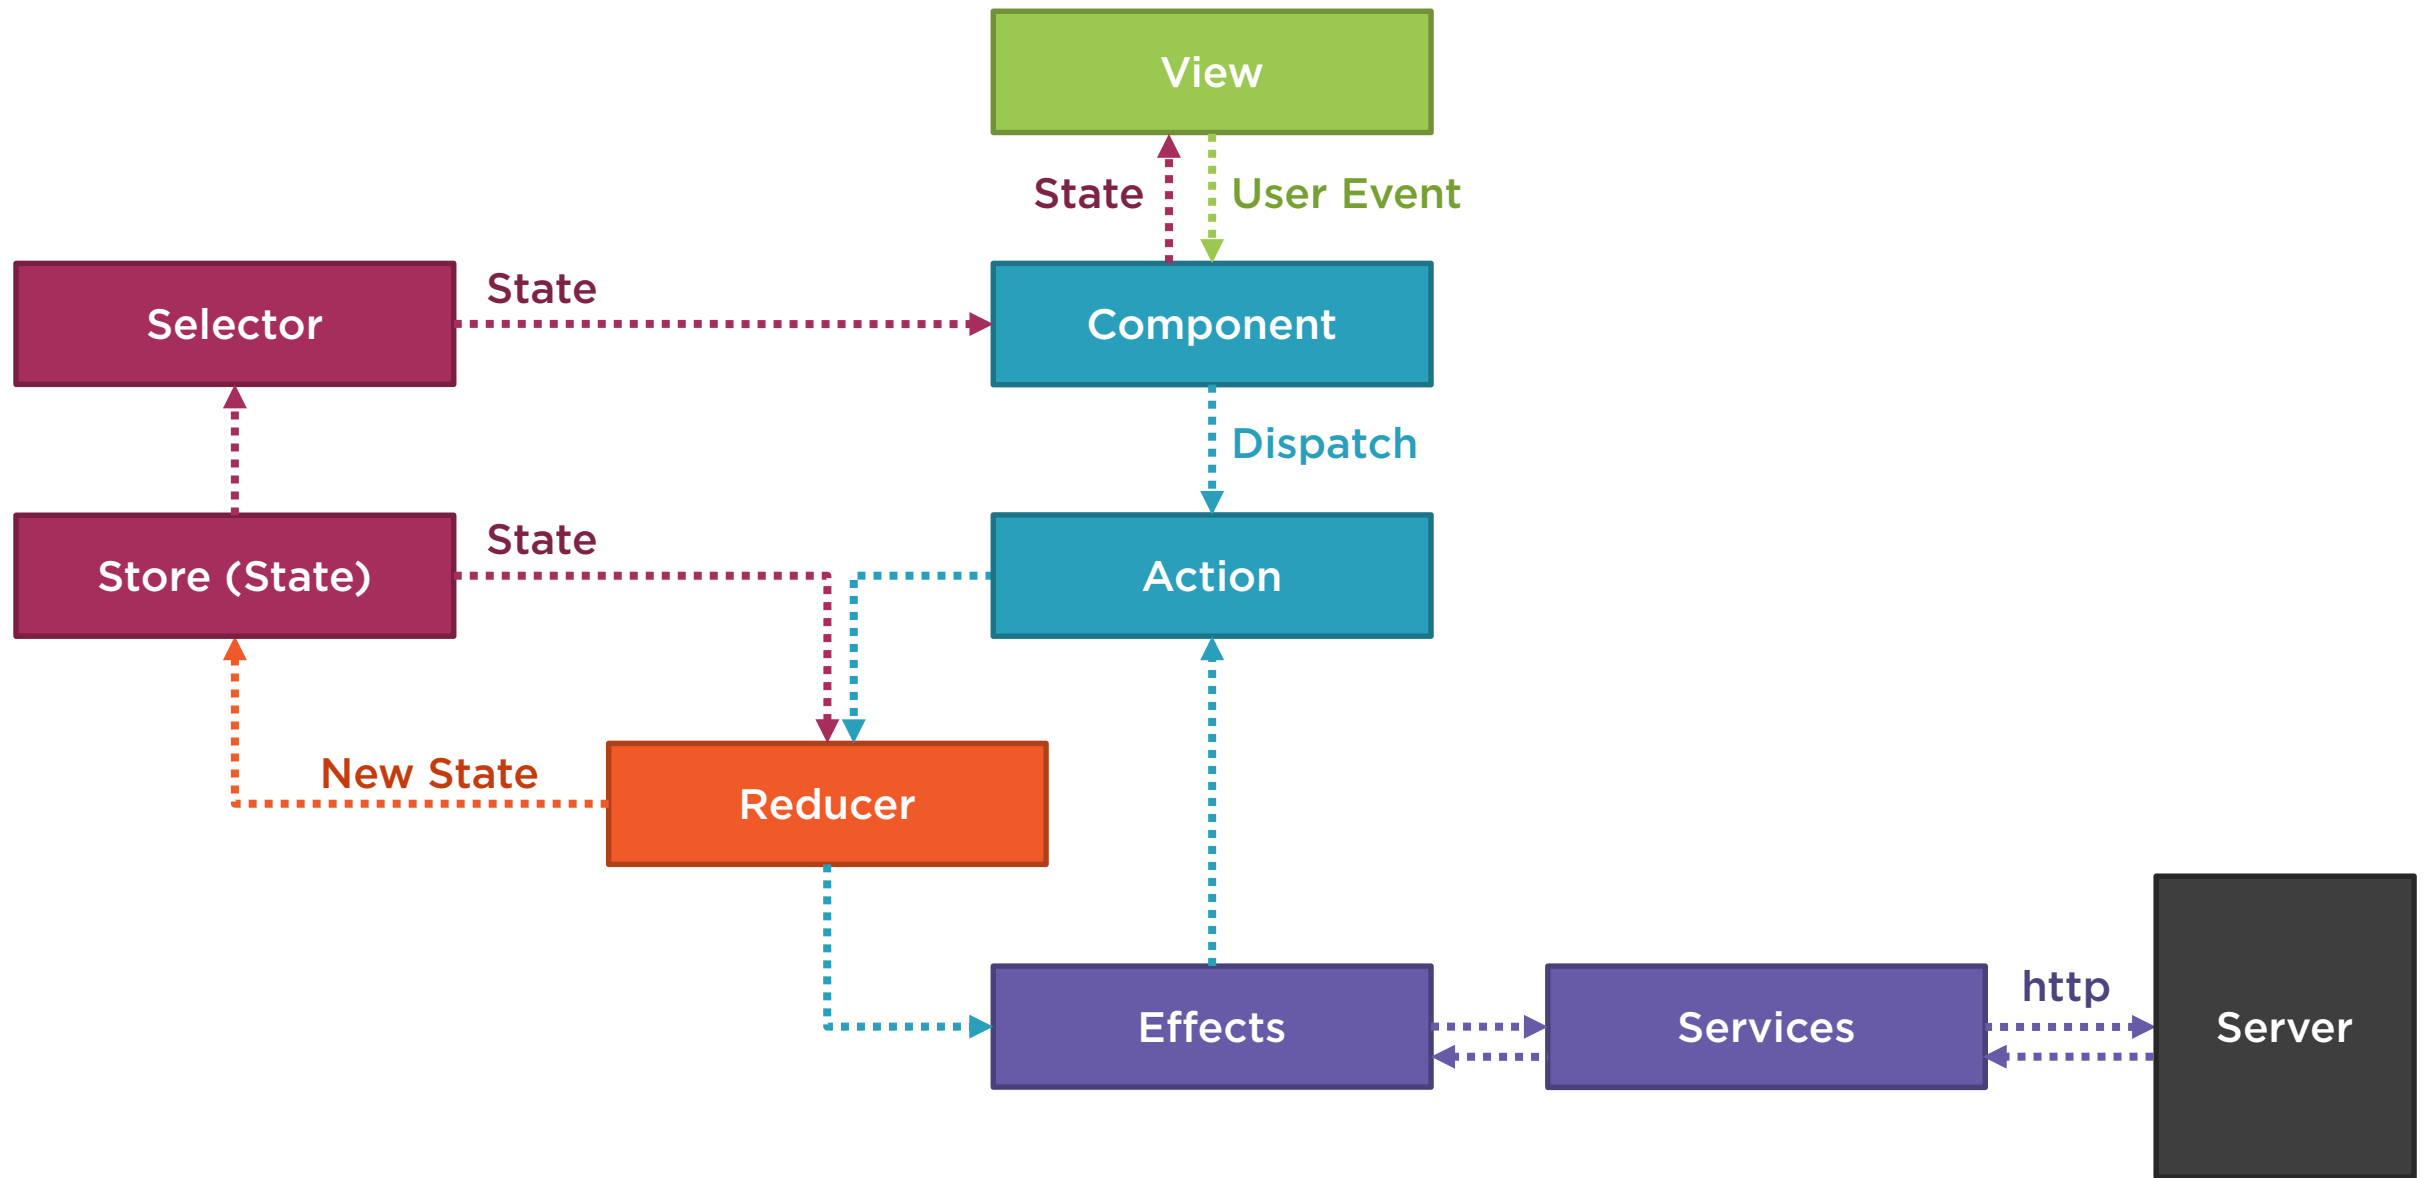 View
State
User Event
Selector
State
Component
Dispatch
Store (State)
State
Action
New State
Reducer
Effects
Services
http
Server